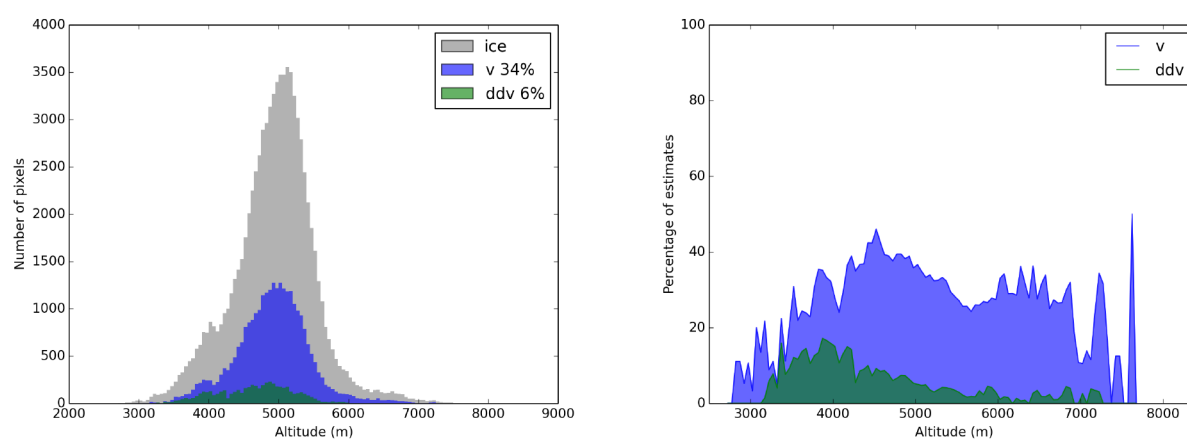 4000
3500
3000
2500
2000
1500
1000
500
0
Number of pixels
2000 3000 4000 5000 6000 7000 8000 9000
Altitude (m)
ice
v 34%
ddv 6%
100
80
60
40
20
0
Percentage of estimates
3000 4000 5000 6000 7000 8000
Altitude (m)
v
ddv